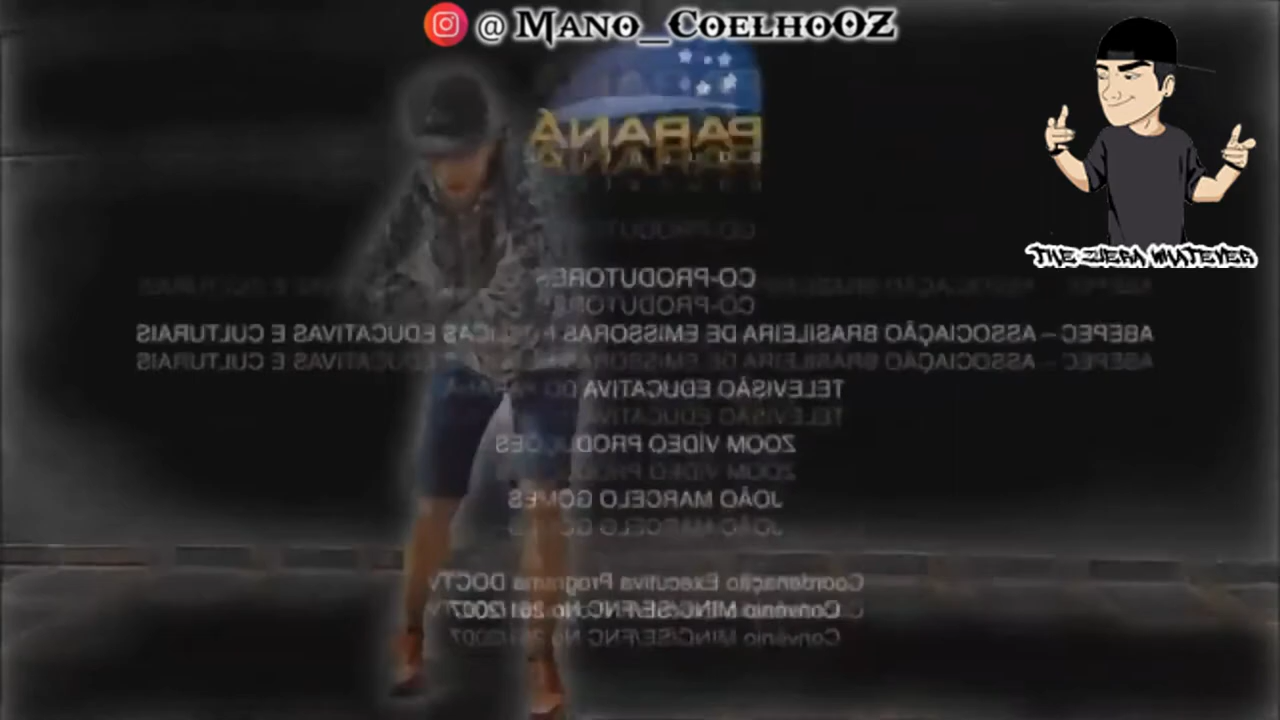 @ Mano_CoelhoOZ
PARANÁ
THE ZUERA WHATEVER
CO-PRODUTORES
ABEPEC – ASSOCIAÇÃO BRASILEIRA DE EMISSORAS PÚBLICAS EDUCATIVAS E CULTURAIS
TELEVISÃO EDUCATIVA DO PARANÁ
ZOOM VÍDEO PRODUÇÕES
JOÃO MARCELO GOMES
Coordenação Executiva Programa DOCTV
Convênio MINC/SE/FNC No 261/2007